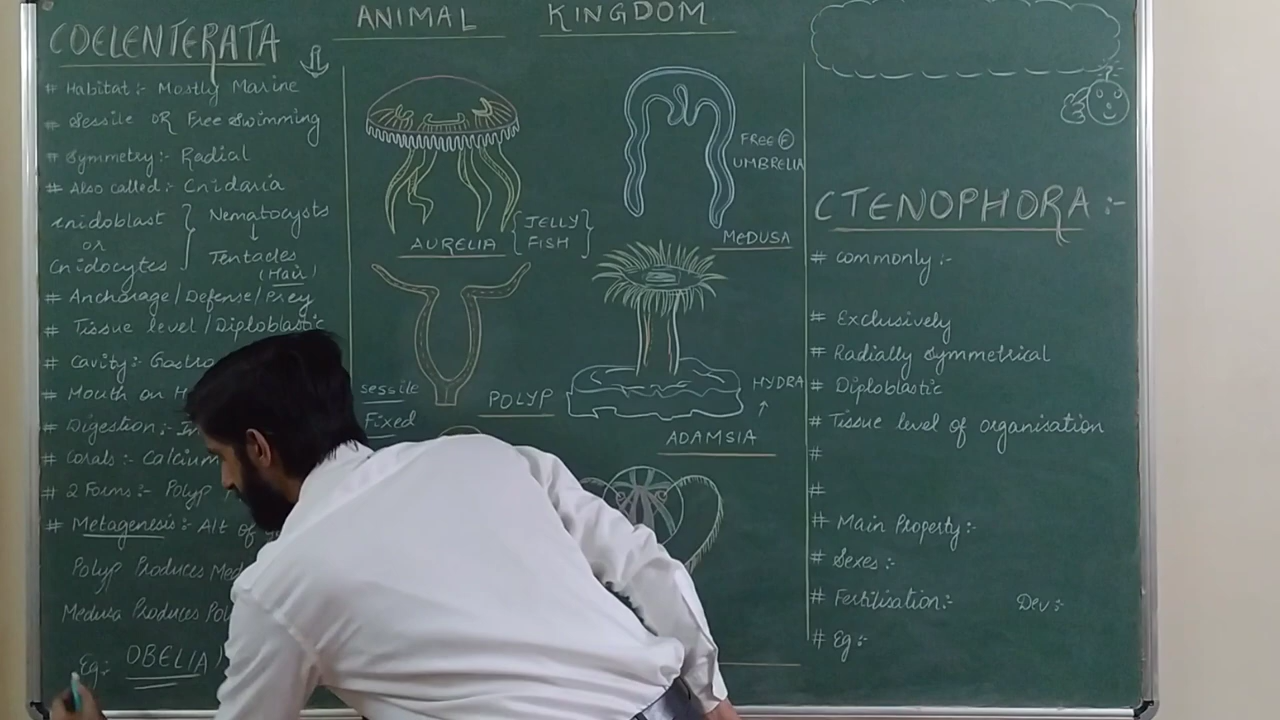 ANIMAL KINGDOM
COELENTERATA
# Habitat :- Mostly Marine
# Sessile OR Free Swimming
# Symmetry :- Radial
# Also called :- Cnidaria
Cnidoblast
or
Cnidocytes
Nematocysts
↓
Tentacles
(Hair)
# Anchorage/Defense/Prey
# Tissue level/Diploblastic
# Cavity :- Gastro
# Mouth on
# Digestion :-
# Corals :- Calcium
# 2 Forms :- Polyp
# Metagenesis :- Alt of
Polyp Produces
Medusa Produces
Eg :- OBELIA
AURELIA { JELLY FISH }
FREE
UMBRELLA
MEDUSA
sessile
Fixed
POLYP
HYDRA
↑
ADAMSIA
CTENOPHORA :-
# commonly :-
# Exclusively
# Radially symmetrical
# Diploblastic
# Tissue level of organisation
#
#
# Main Property :-
# Sexes :-
# Fertilisation :- Dev :-
# Eg :-